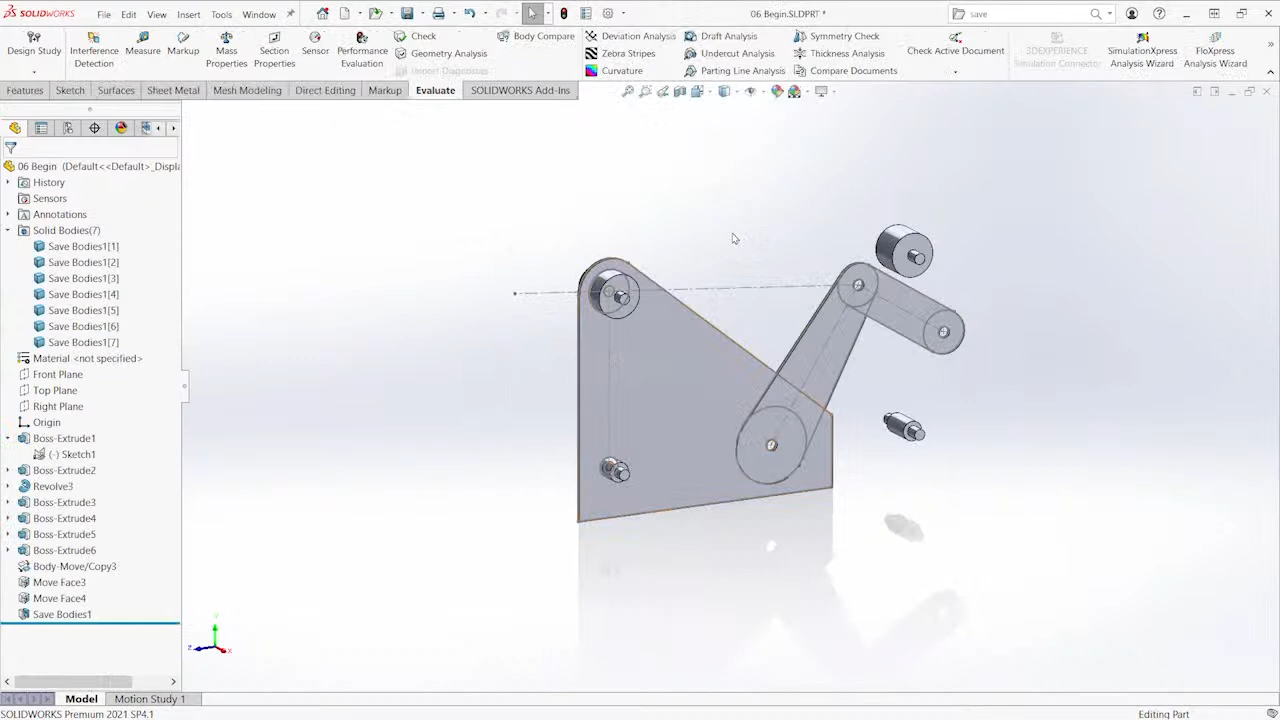 SOLIDWORKS File Edit View Insert Tools Window 06 Begin.SLDPRT * save
Design Study Interference Detection Measure Markup Mass Properties Section Properties Sensor Performance Evaluation Check Body Compare Deviation Analysis Draft Analysis Symmetry Check Check Active Document 3DEXPERIENCE Simulation Connector SimulationXpress Analysis Wizard FloXpress Analysis Wizard
Geometry Analysis Zebra Stripes Undercut Analysis Thickness Analysis
Import Diagnostics Curvature Parting Line Analysis Compare Documents
Features Sketch Surfaces Sheet Metal Mesh Modeling Direct Editing Markup Evaluate SOLIDWORKS Add-Ins
06 Begin (Default<<Default>_Displa
History
Sensors
Annotations
Solid Bodies(7)
Save Bodies1[1]
Save Bodies1[2]
Save Bodies1[3]
Save Bodies1[4]
Save Bodies1[5]
Save Bodies1[6]
Save Bodies1[7]
Material <not specified>
Front Plane
Top Plane
Right Plane
Origin
Boss-Extrude1
(-) Sketch1
Boss-Extrude2
Revolve3
Boss-Extrude3
Boss-Extrude4
Boss-Extrude5
Boss-Extrude6
Body-Move/Copy3
Move Face3
Move Face4
Save Bodies1
Y
Z X
Model Motion Study 1
SOLIDWORKS Premium 2021 SP4.1 Editing Part